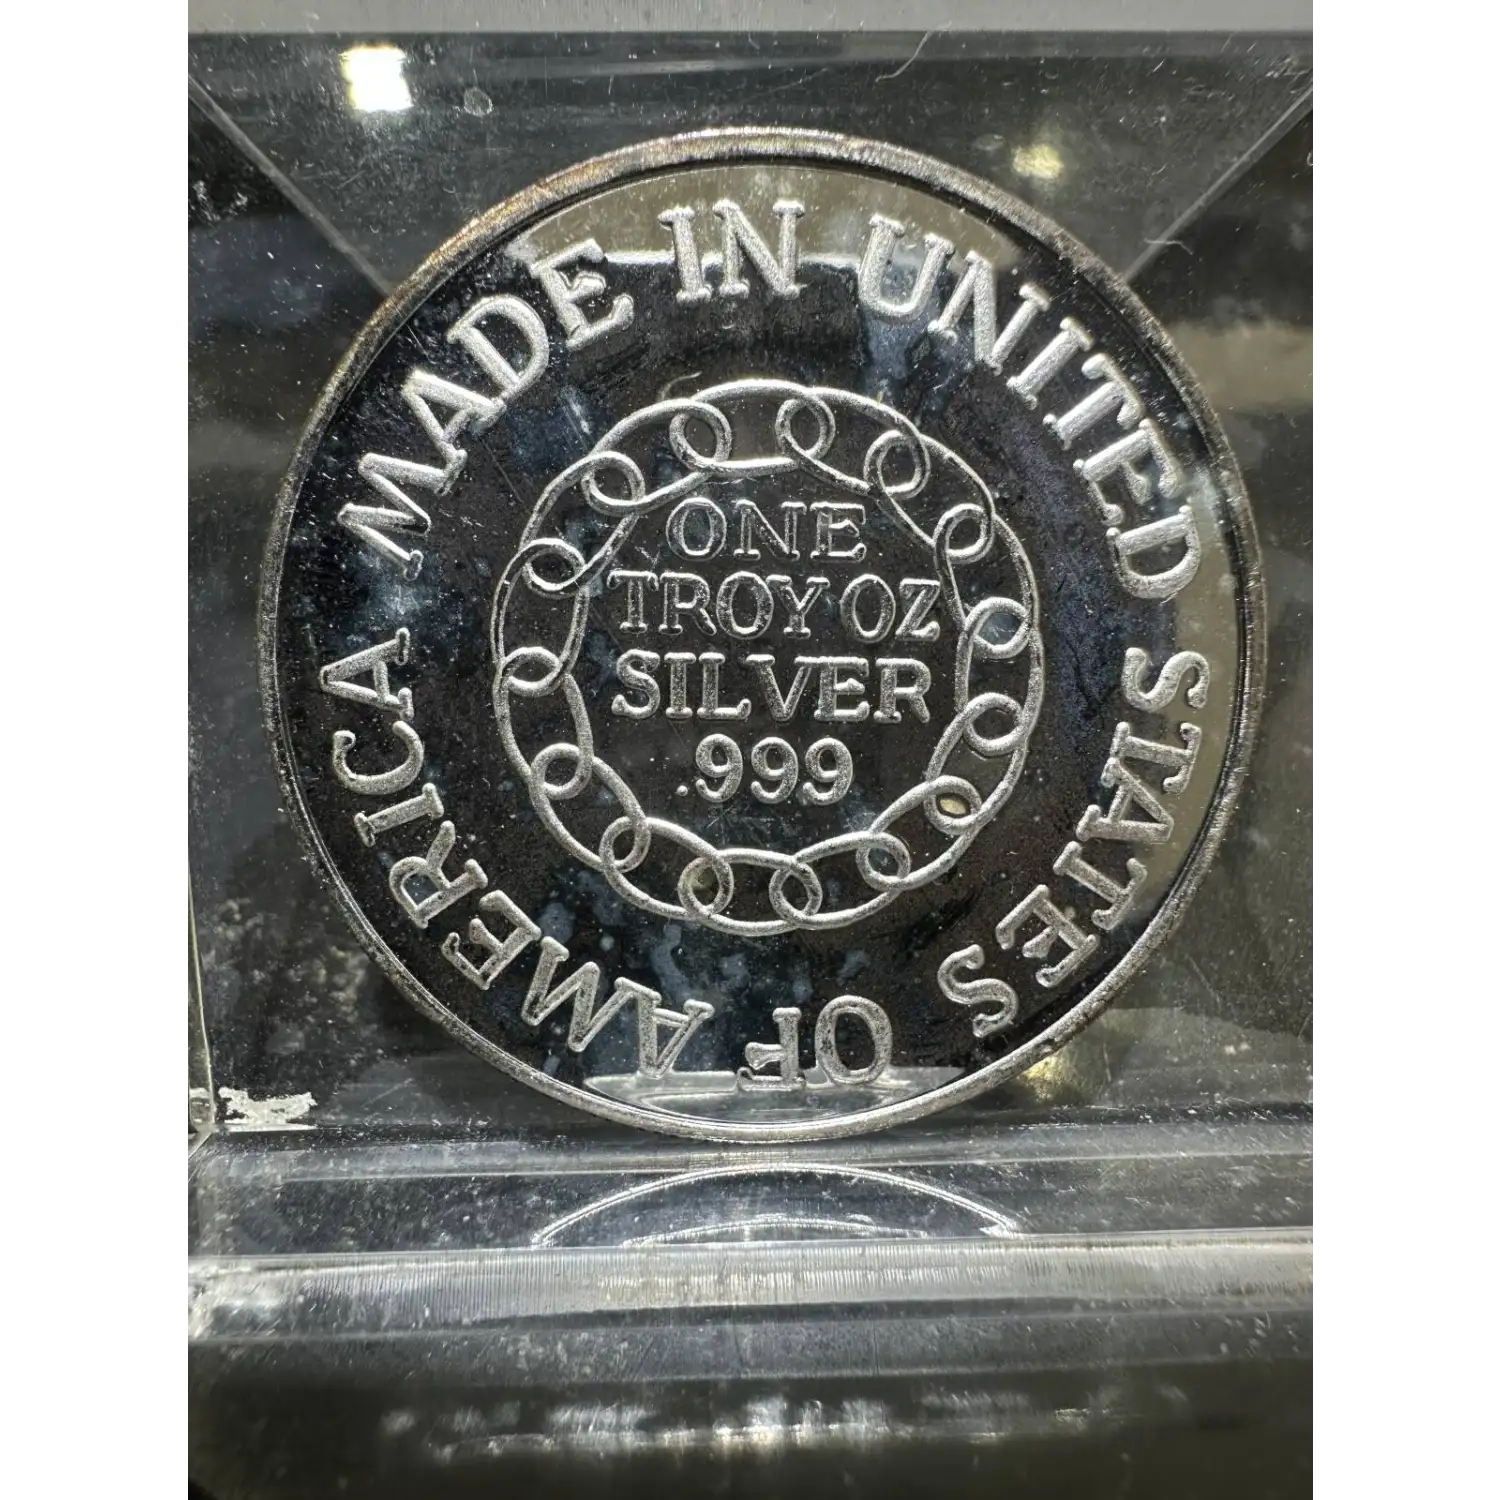 MADE IN UNITED STATES OF AMERICA
ONE
TROY OZ
SILVER
.999